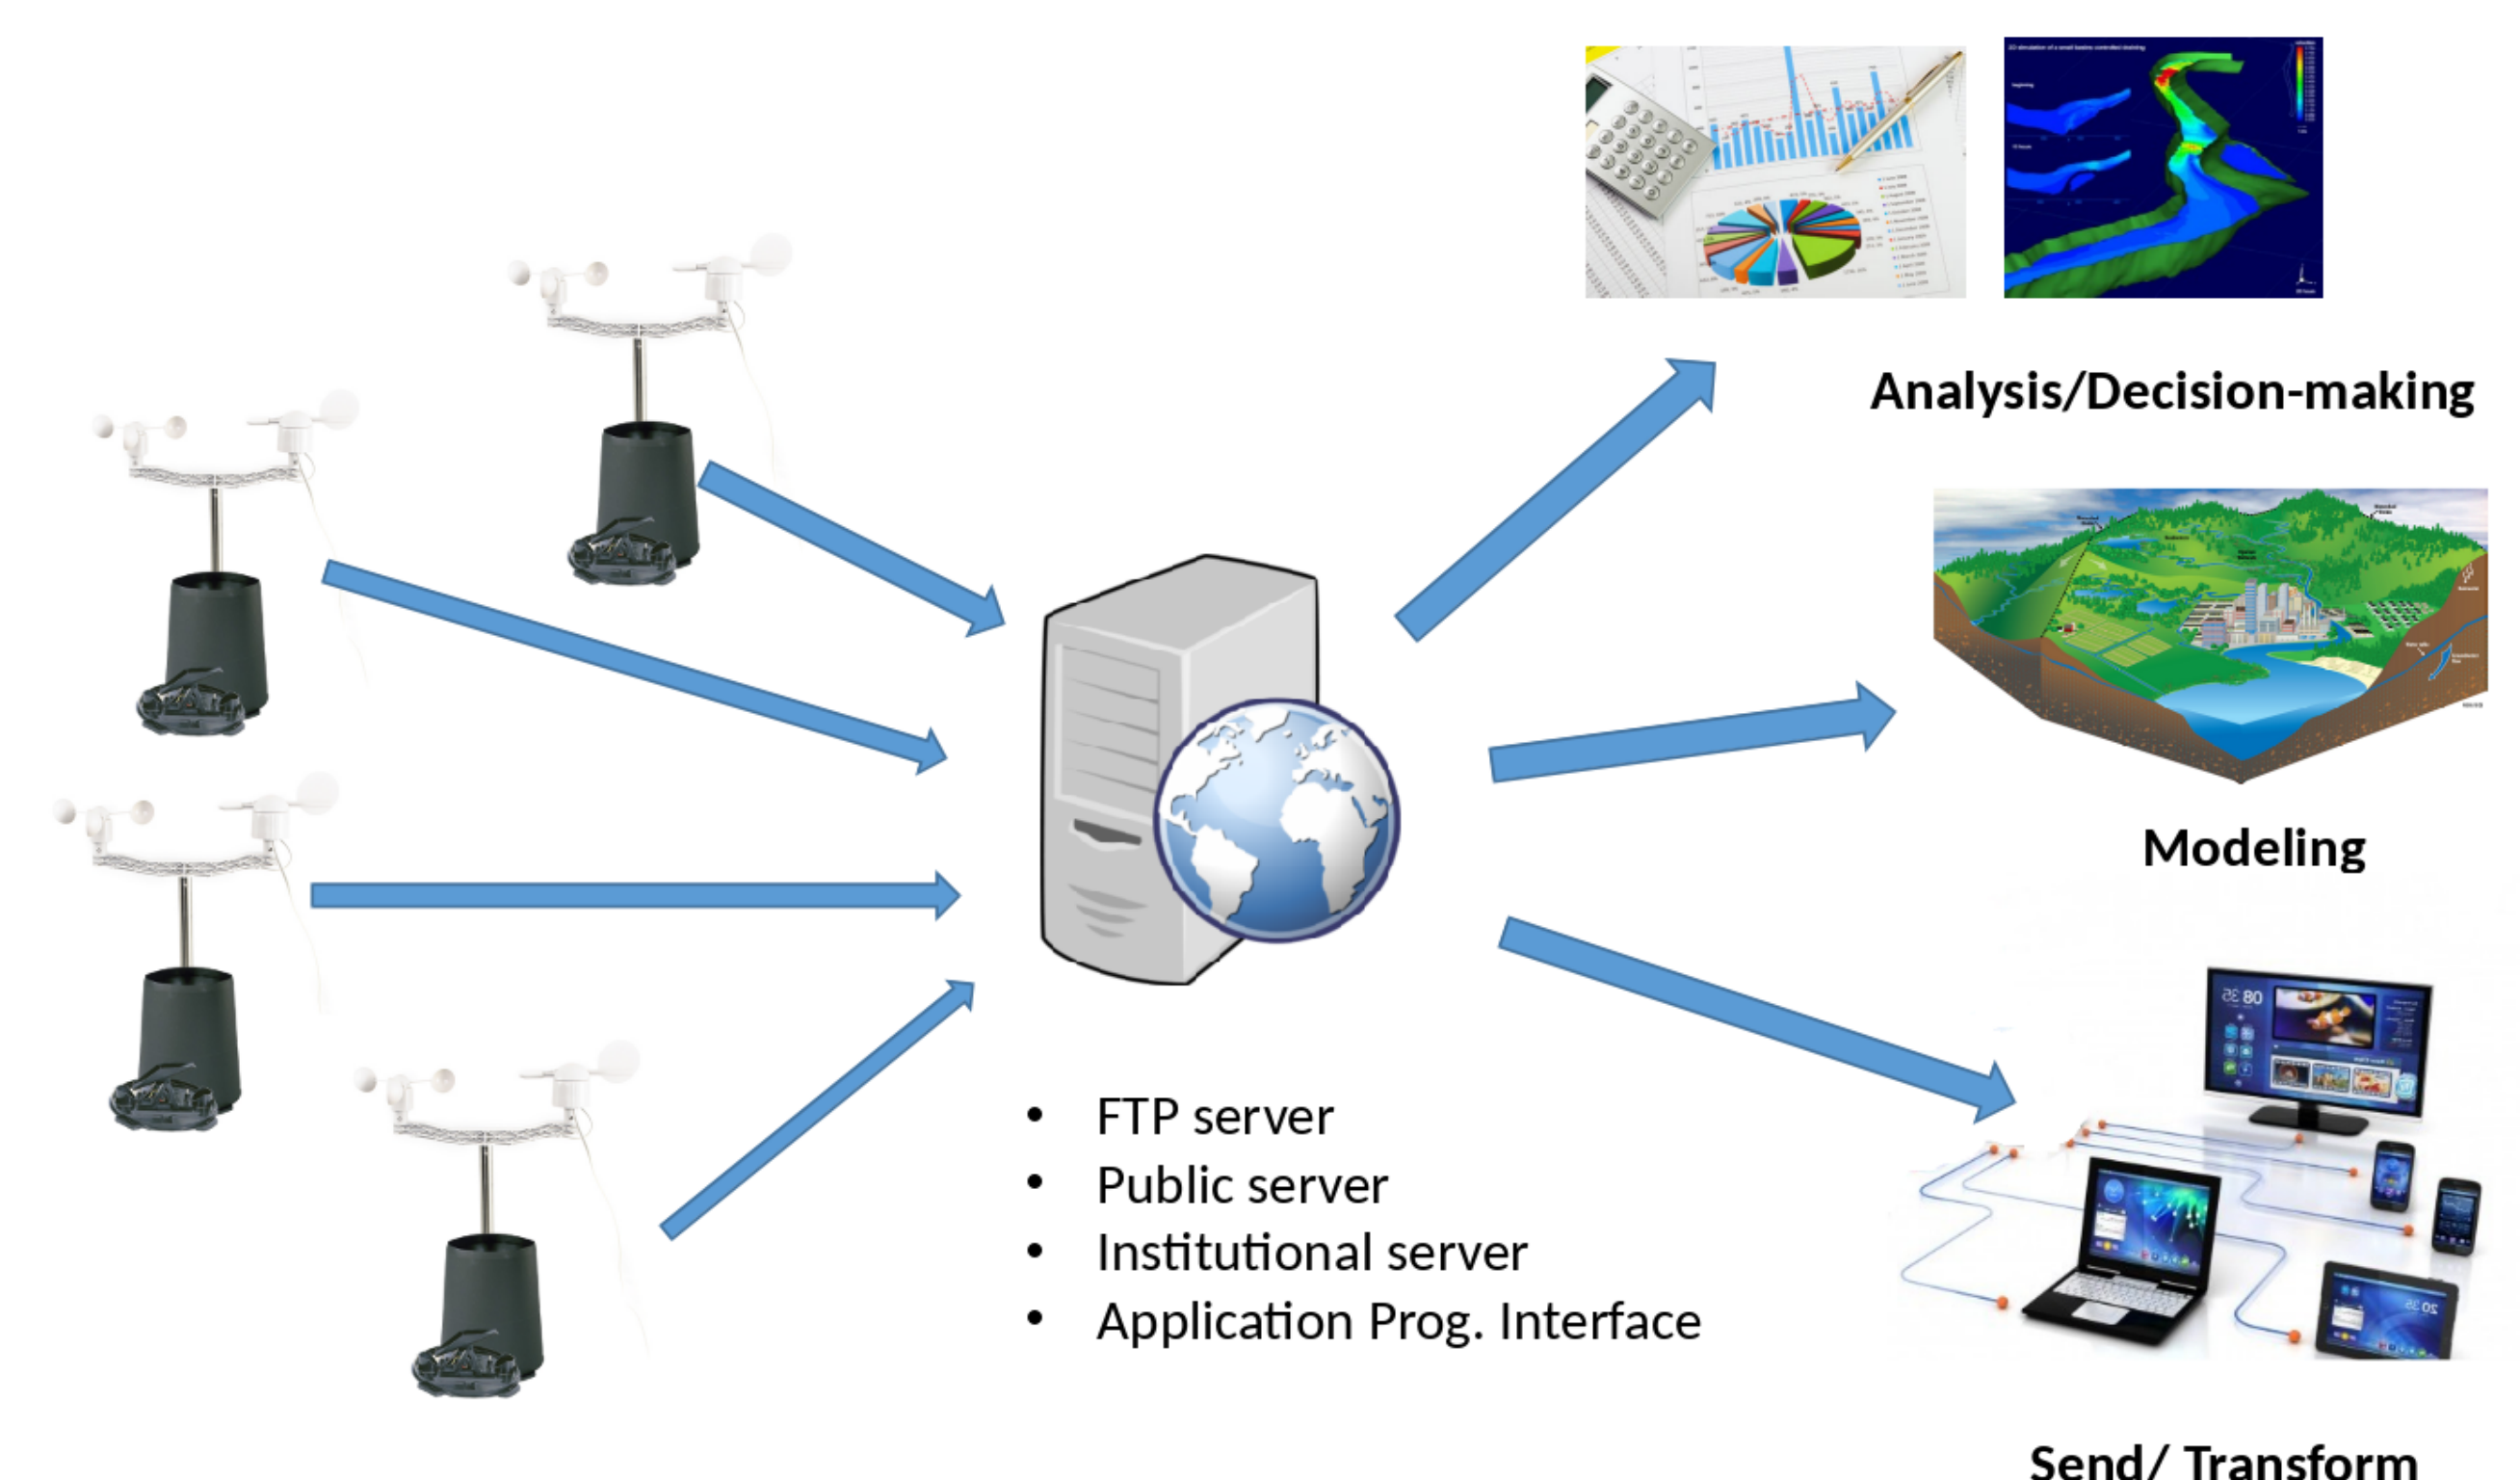 Analysis/Decision-making
Modeling
• FTP server
• Public server
• Institutional server
• Application Prog. Interface
Send/ Transform